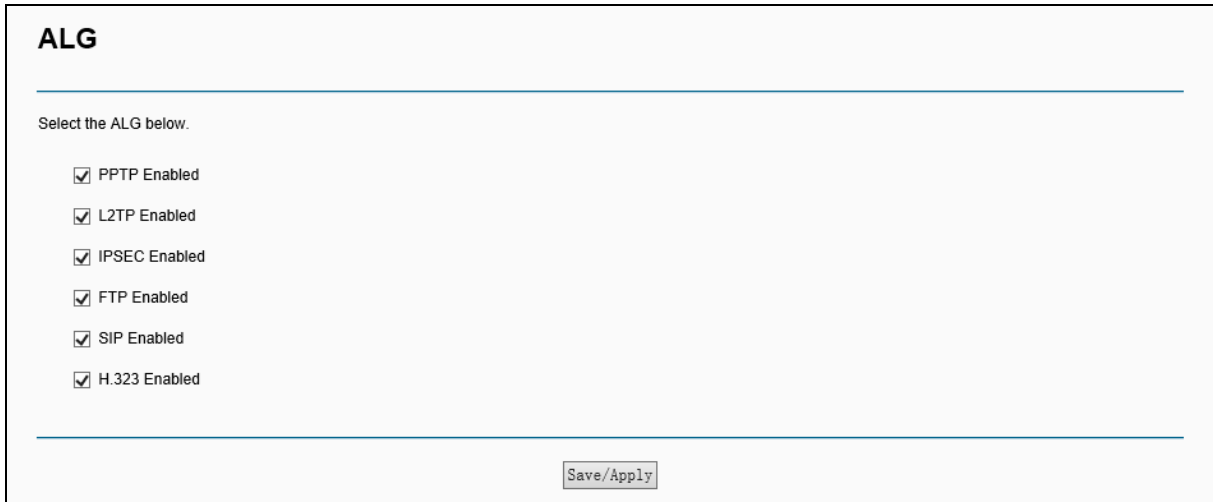 ALG
Select the ALG below.
PPTP Enabled
L2TP Enabled
IPSEC Enabled
FTP Enabled
SIP Enabled
H.323 Enabled
Save/Apply